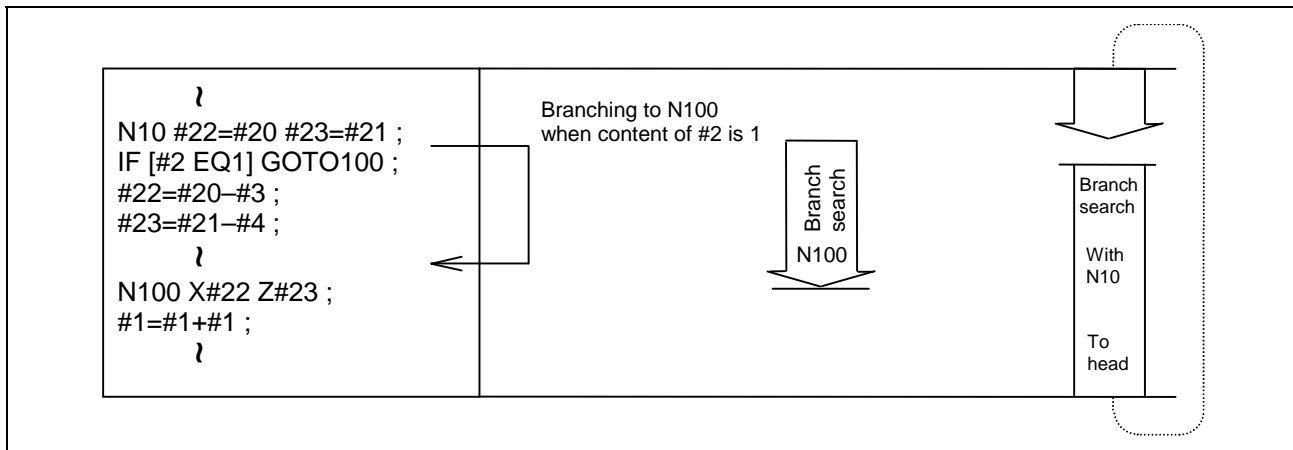 ~
N10 #22=#20 #23=#21 ;
IF [#2 EQ1] GOTO100 ;
#22=#20–#3 ;
#23=#21–#4 ;
~
N100 X#22 Z#23 ;
#1=#1+#1 ;
~
Branching to N100
when content of #2 is 1
Branch
search
N100
Branch
search
With
N10
To
head